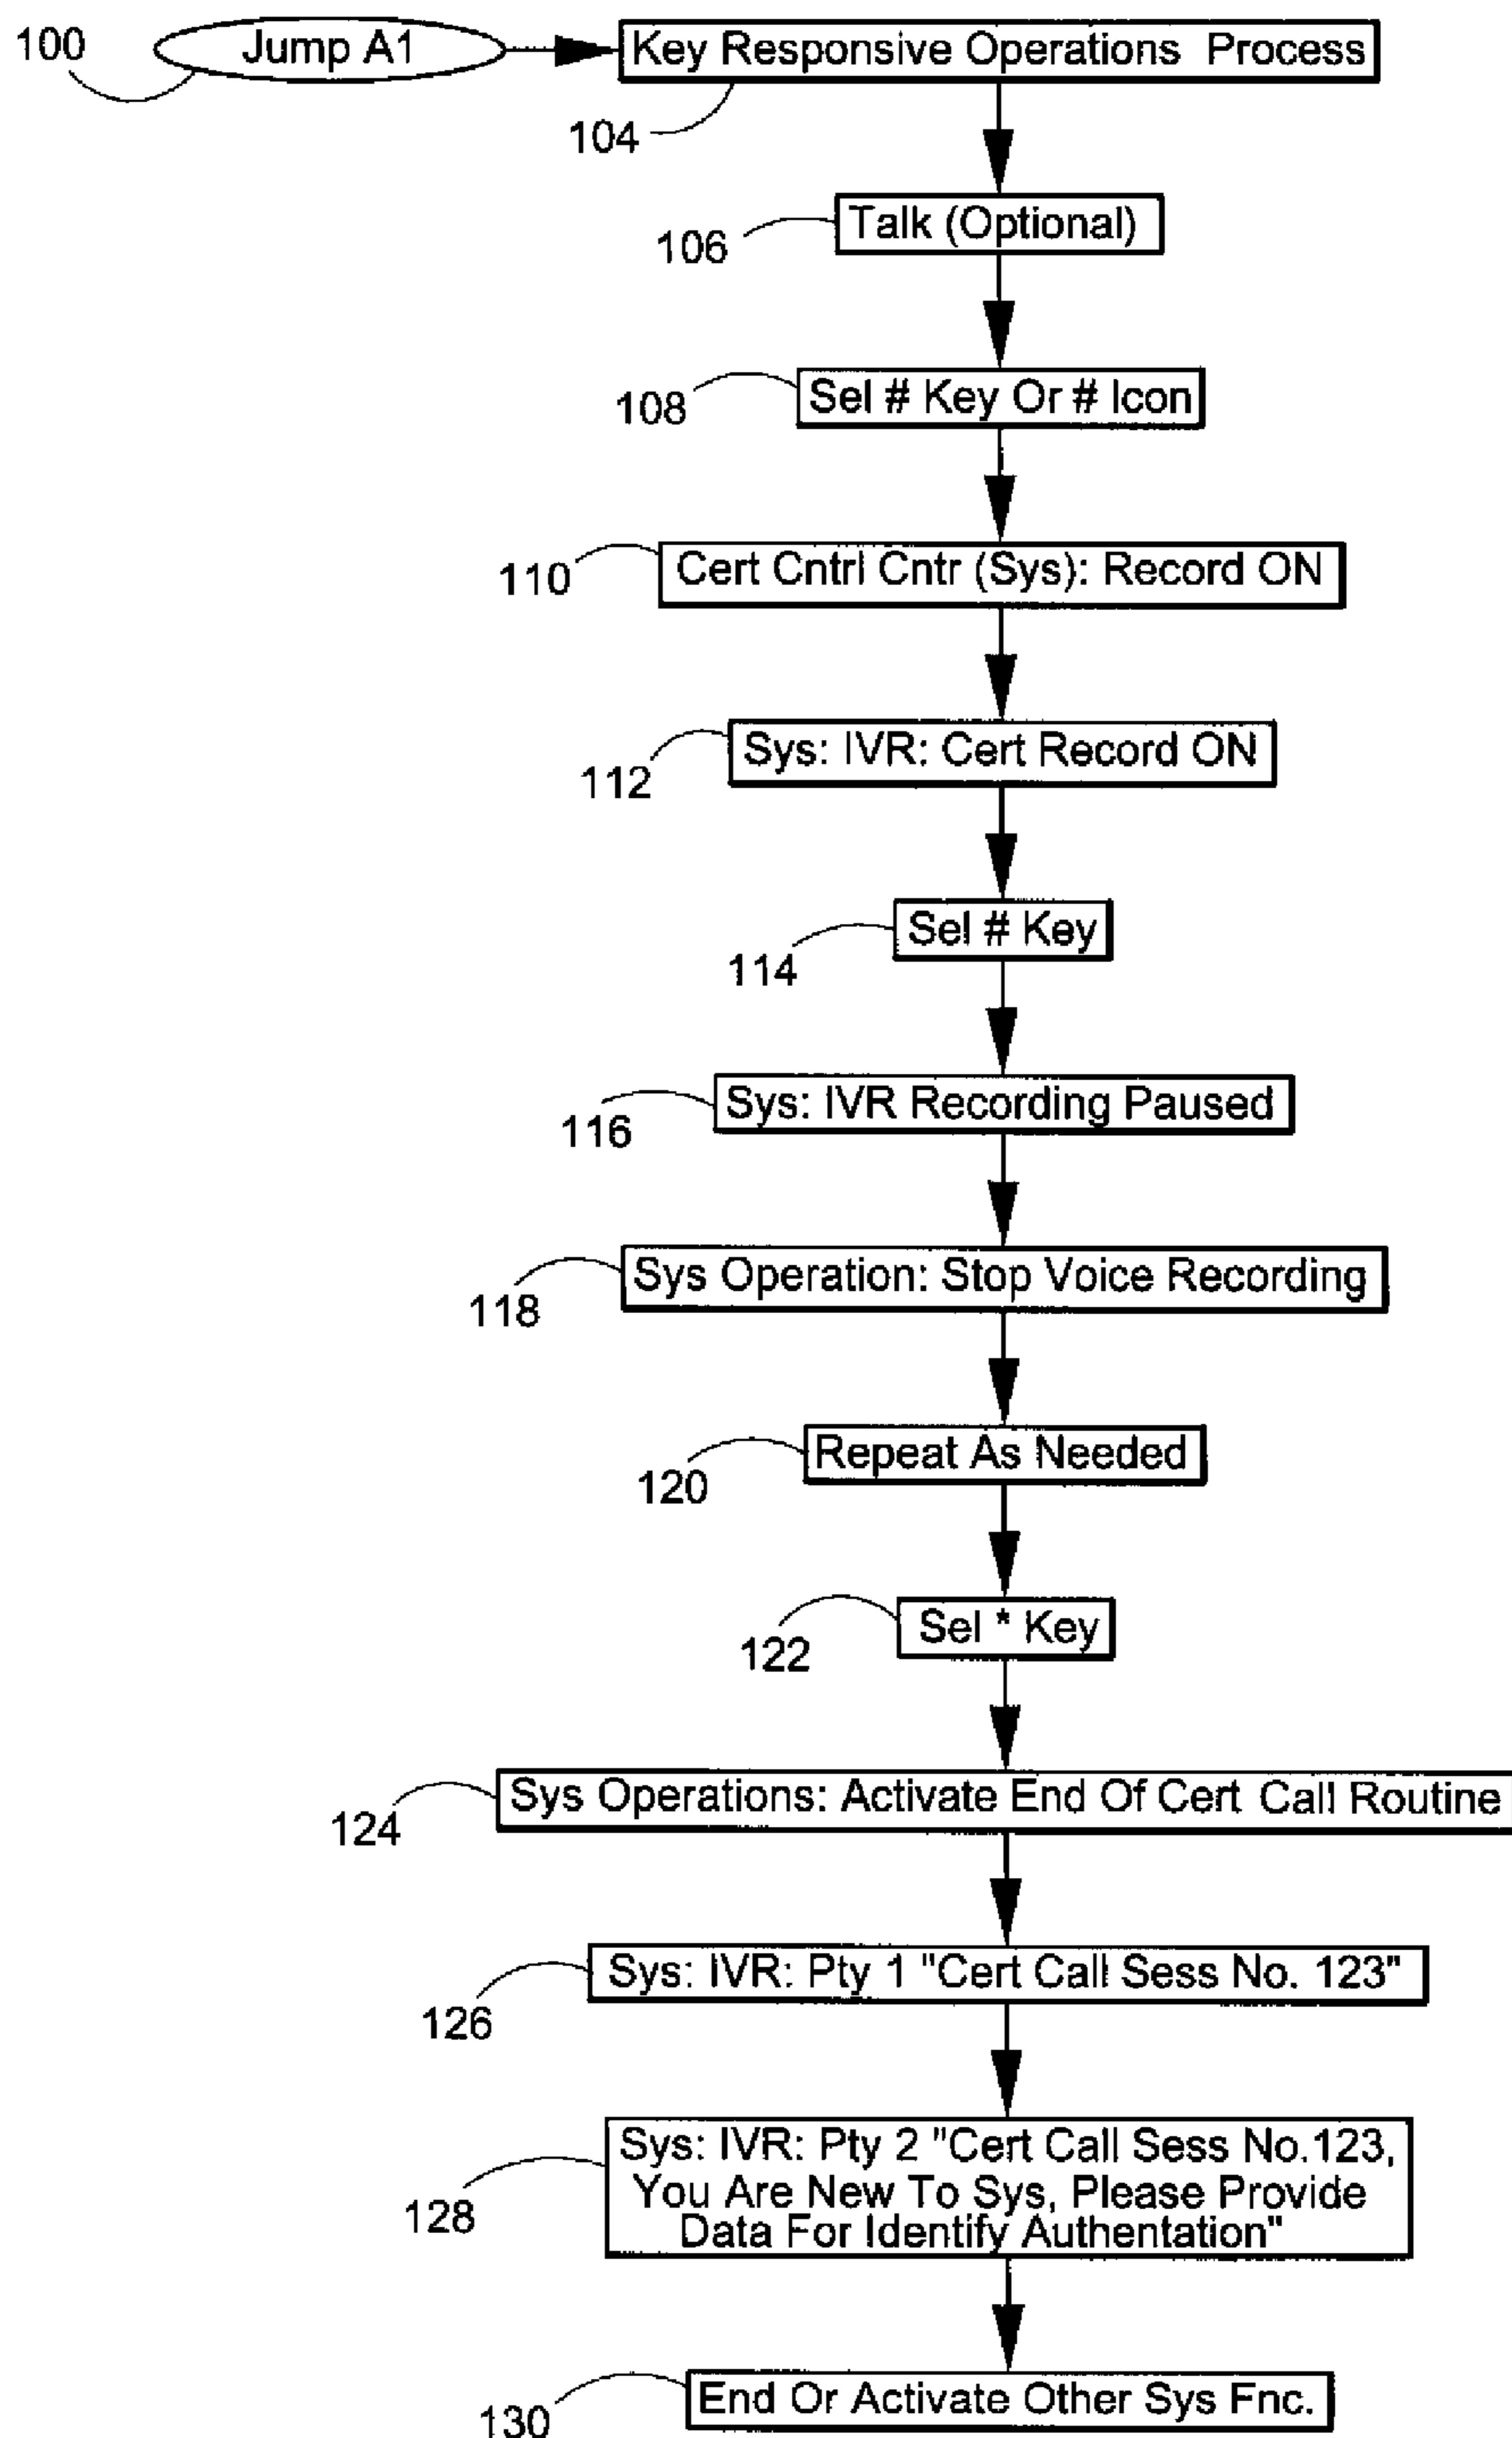 100
Jump A1
Key Responsive Operations Process
104
Talk (Optional)
106
Sel # Key Or # Icon
108
Cert Cntrl Cntr (Sys): Record ON
110
Sys: IVR: Cert Record ON
112
Sel # Key
114
Sys: IVR Recording Paused
116
Sys Operation: Stop Voice Recording
118
Repeat As Needed
120
Sel * Key
122
Sys Operations: Activate End Of Cert Call Routine
124
Sys: IVR: Pty 1 "Cert Call Sess No. 123"
126
Sys: IVR: Pty 2 "Cert Call Sess No.123,
You Are New To Sys, Please Provide
Data For Identify Authentation"
128
End Or Activate Other Sys Fnc.
130